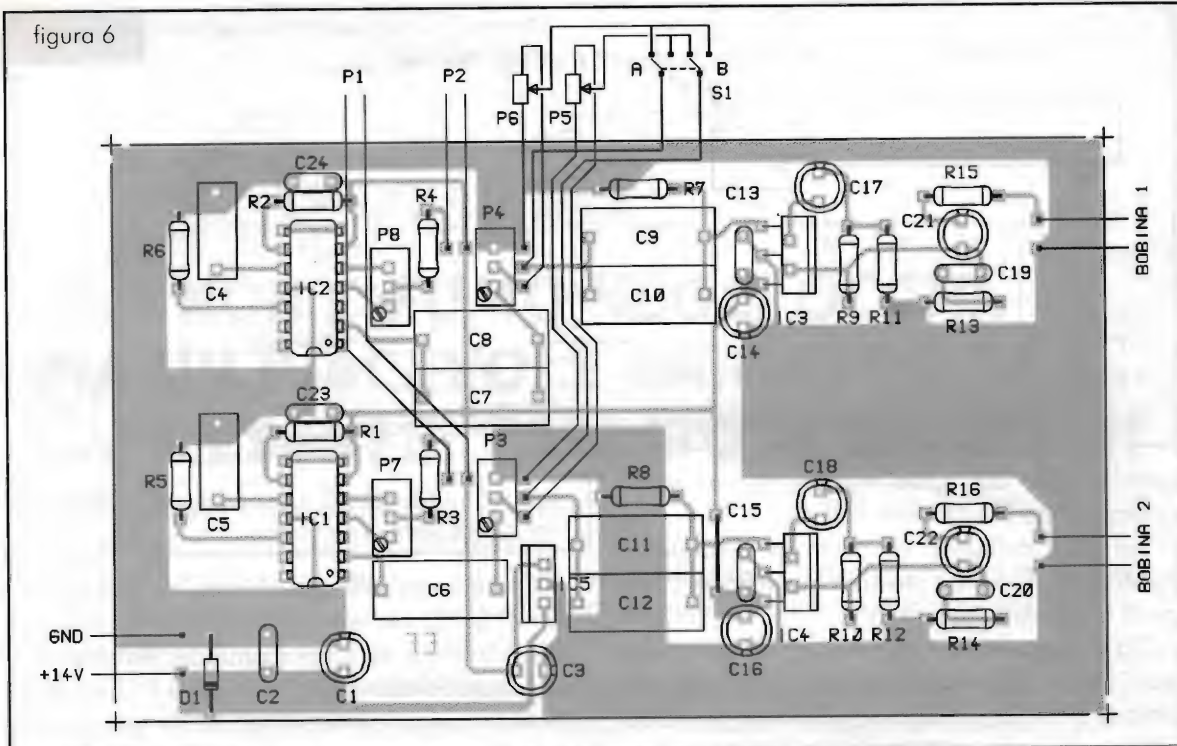 figura 6
A
B
S1
P1
P2
P6
P5
C24
R2
R4
P4
R7
C13
C17
R15
R6
P8
C9
C21
BOBINA 1
C4
IC2
C10
C19
C8
C14
IC3
R9
R11
R13
C7
C23
R1
P3
C18
R5
P7
R8
C15
R16
C5
IC1
R3
C11
C22
BOBINA 2
C6
IC5
C12
C20
GND
IC4
R10
R12
R14
+14V
D1
C2
C1
C3
C16